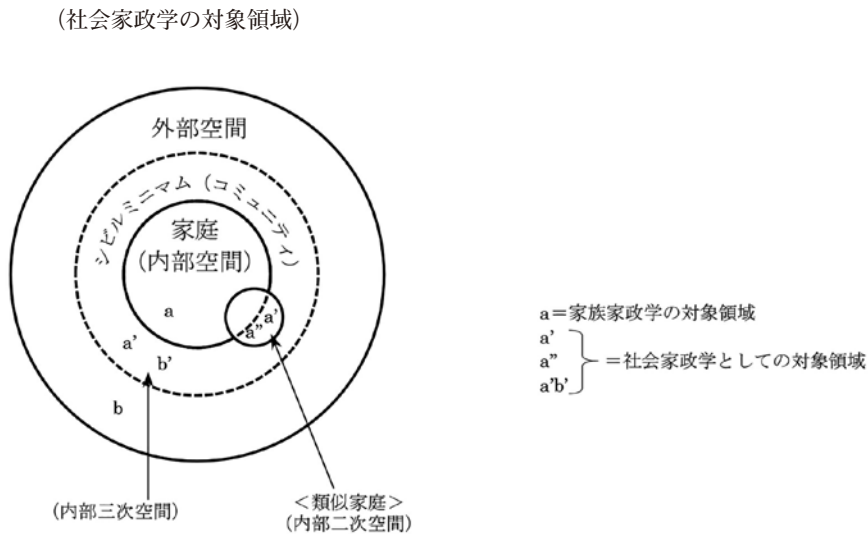 (社会家政学の対象領域)
外部空間
シビルミニマム(コミュニティ)
家庭
(内部空間)
a
a'
a"
a'
b'
b
a=家族家政学の対象領域
a'
a"
a'b'
=社会家政学としての対象領域
(内部三次空間)
<類似家庭>
(内部二次空間)